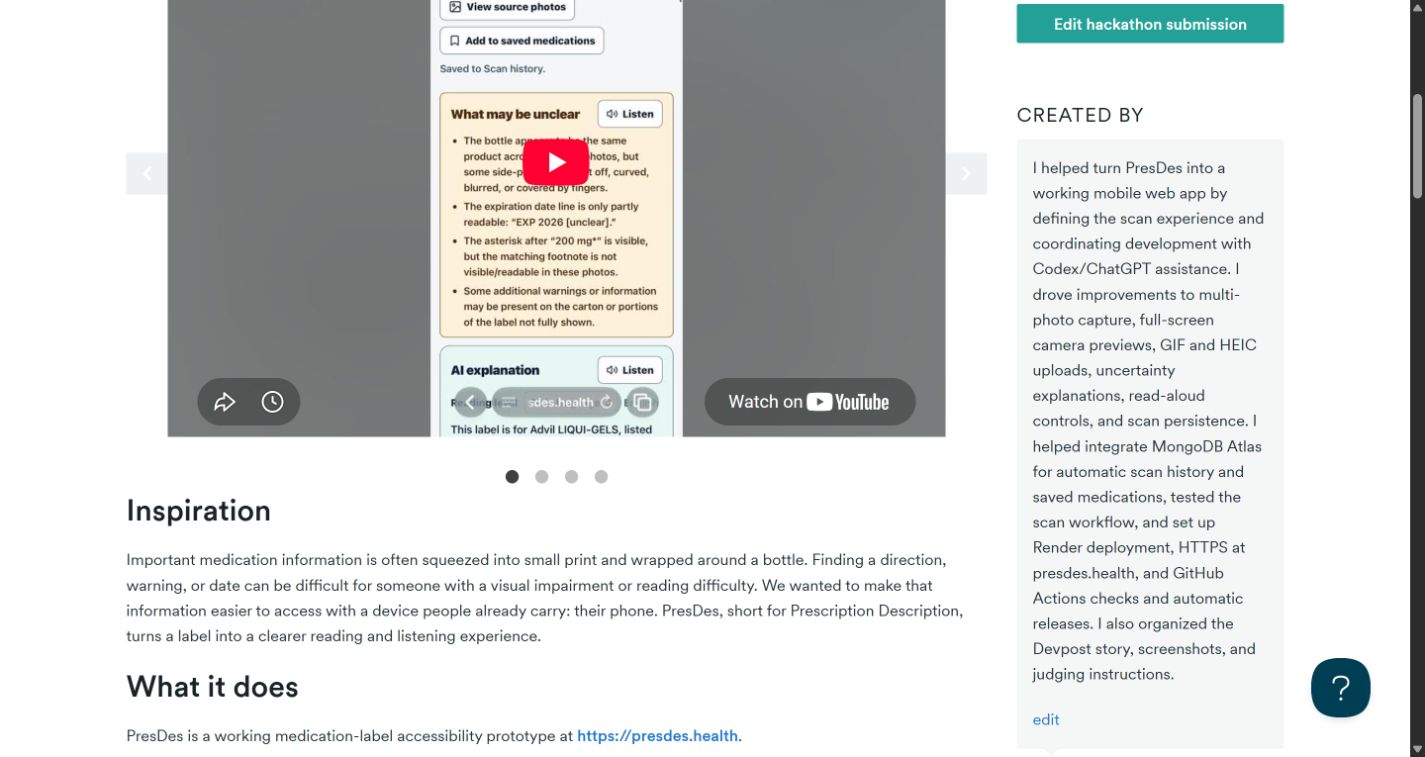 View source photos
Add to saved medications
Saved to Scan history.
What may be unclear
Listen
The bottle the same
product hotos, but
some off, curved,
blurred, or covered by fingers.
The expiration date line is only partly
readable: “EXP 2026 [unclear].”
The asterisk after “200 mg*” is visible,
but the matching footnote is not
visible/readable in these photos.
Some additional warnings or information
may be present on the carton or portions
of the label not fully shown.
AI explanation
Listen
sdes.health
This label is for Advil LIQUI-GELS, listed
Watch on YouTube
Inspiration
Important medication information is often squeezed into small print and wrapped around a bottle. Finding a direction,
warning, or date can be difficult for someone with a visual impairment or reading difficulty. We wanted to make that
information easier to access with a device people already carry: their phone. PresDes, short for Prescription Description,
turns a label into a clearer reading and listening experience.
What it does
PresDes is a working medication-label accessibility prototype at https://presdes.health.
Edit hackathon submission
CREATED BY
I helped turn PresDes into a
working mobile web app by
defining the scan experience and
coordinating development with
Codex/ChatGPT assistance. I
drove improvements to multi-
photo capture, full-screen
camera previews, GIF and HEIC
uploads, uncertainty
explanations, read-aloud
controls, and scan persistence. I
helped integrate MongoDB Atlas
for automatic scan history and
saved medications, tested the
scan workflow, and set up
Render deployment, HTTPS at
presdes.health, and GitHub
Actions checks and automatic
releases. I also organized the
Devpost story, screenshots, and
judging instructions.
edit
?